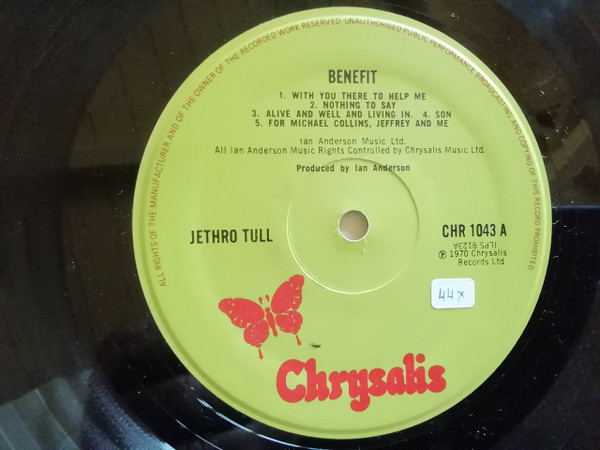 ALL RIGHTS OF THE MANUFACTURER AND OF THE OWNER OF THE RECORDED WORK RESERVED. UNAUTHORISED PUBLIC PERFORMANCE BROADCASTING AND COPYING OF THIS RECORD PROHIBITED
BENEFIT
1. WITH YOU THERE TO HELP ME
2. NOTHING TO SAY
3. ALIVE AND WELL AND LIVING IN. 4. SON
5. FOR MICHAEL COLLINS, JEFFREY AND ME
Ian Anderson Music Ltd.
All Ian Anderson Music Rights Controlled by Chrysalis Music Ltd.
Produced by Ian Anderson
JETHRO TULL
CHR 1043 A
ILPS 9123A
℗ 1970 Chrysalis
Records Ltd
44x
Chrysalis